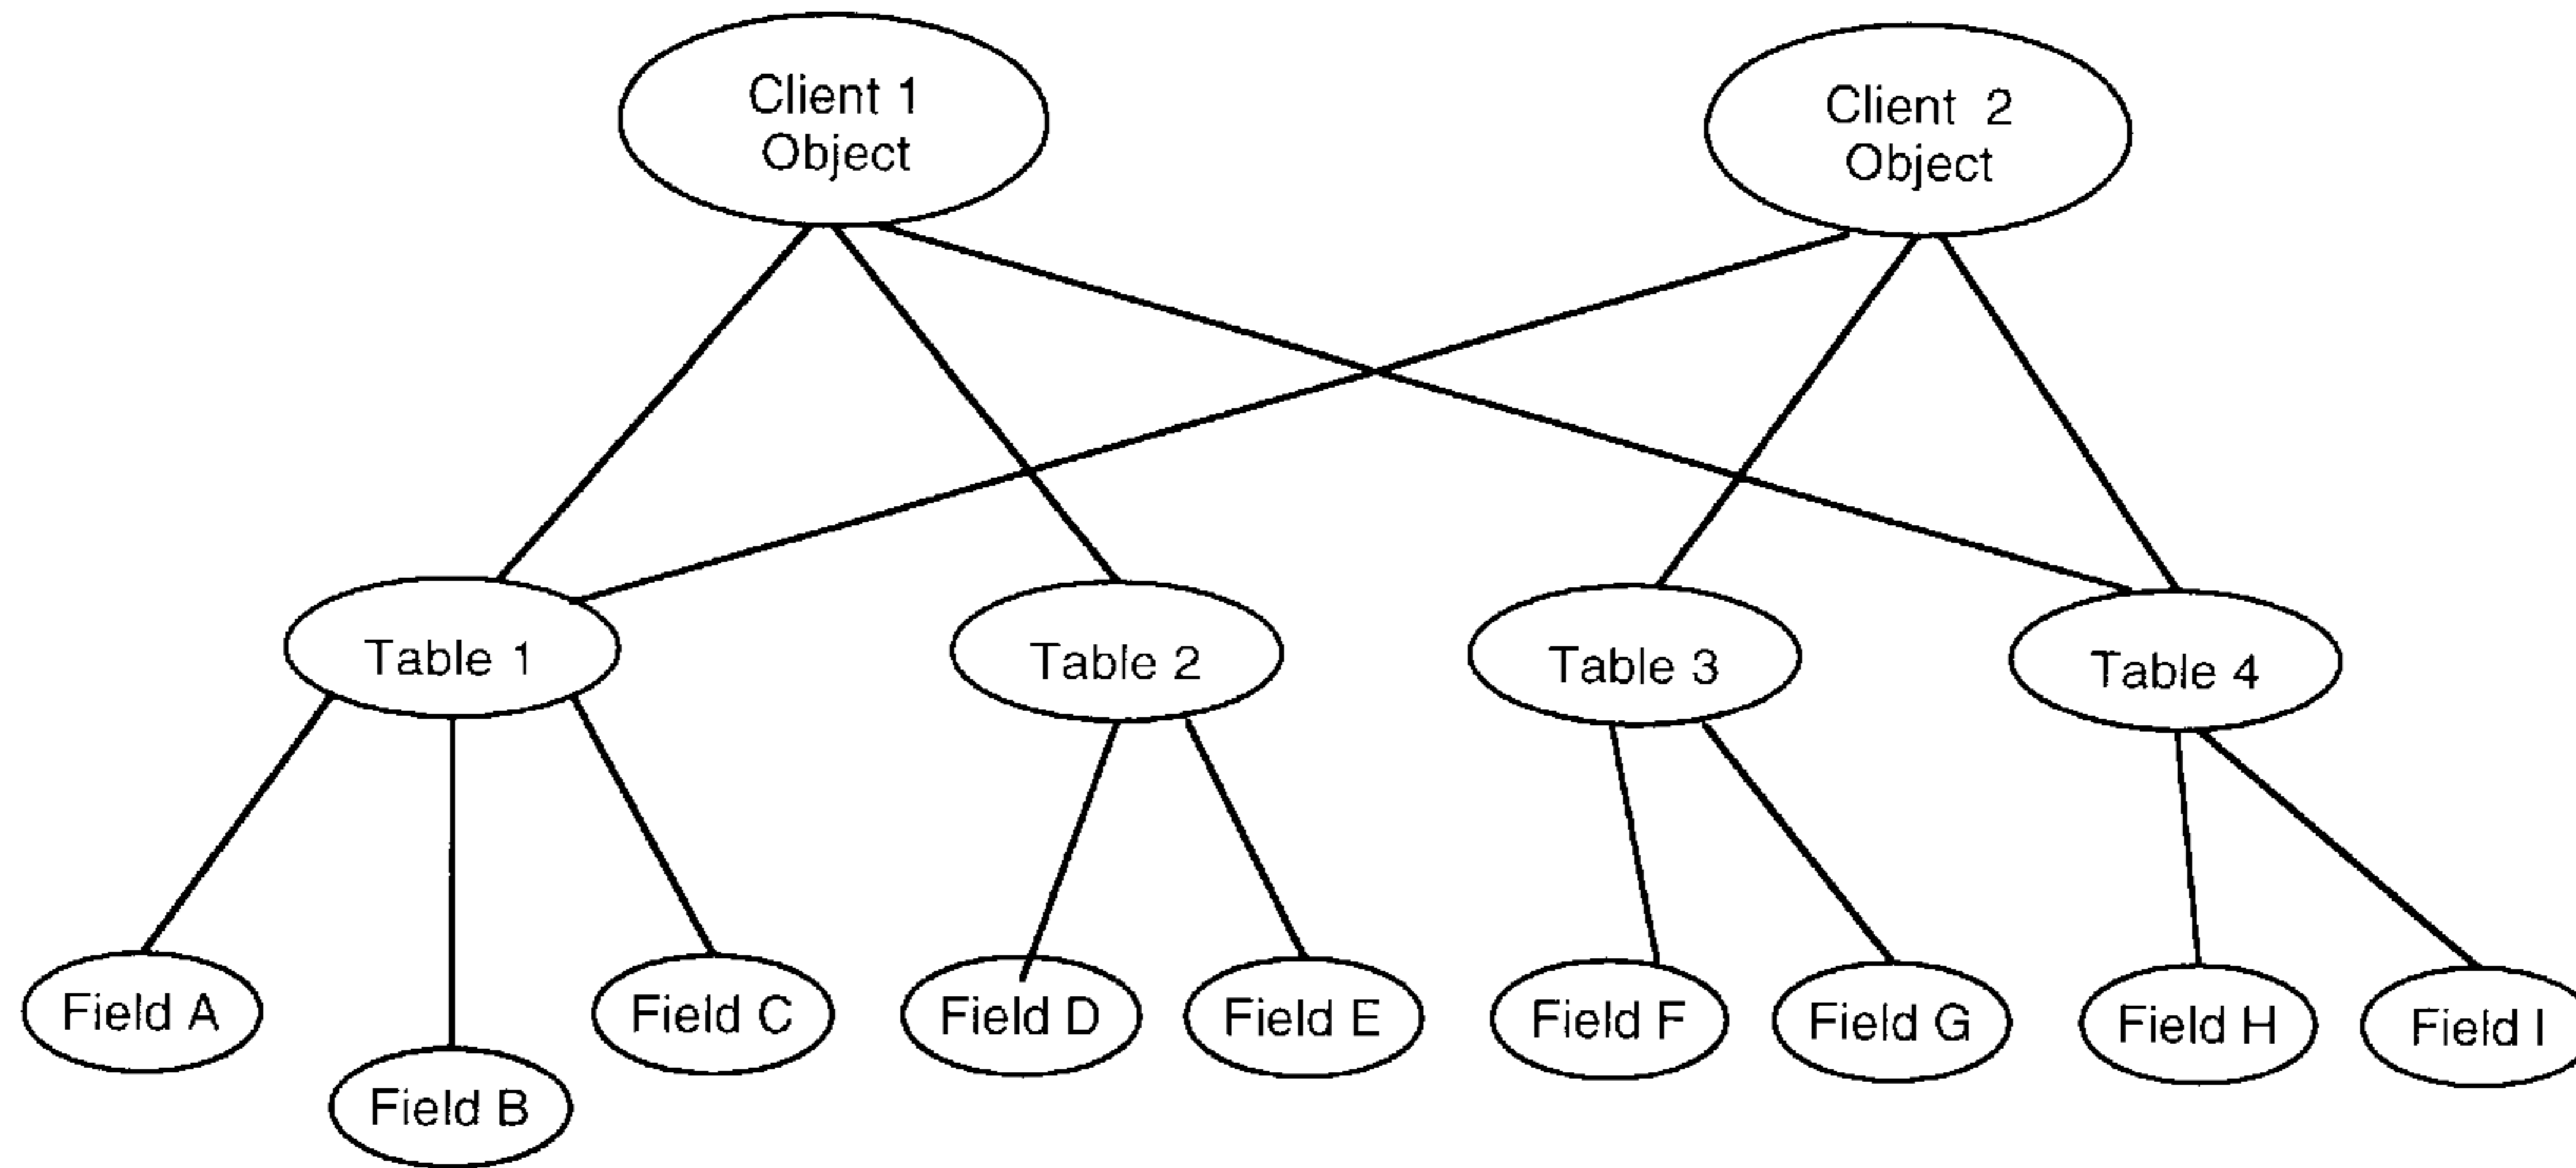 Client 1
Object
Client 2
Object
Table 1
Table 2
Table 3
Table 4
Field A
Field B
Field C
Field D
Field E
Field F
Field G
Field H
Field I